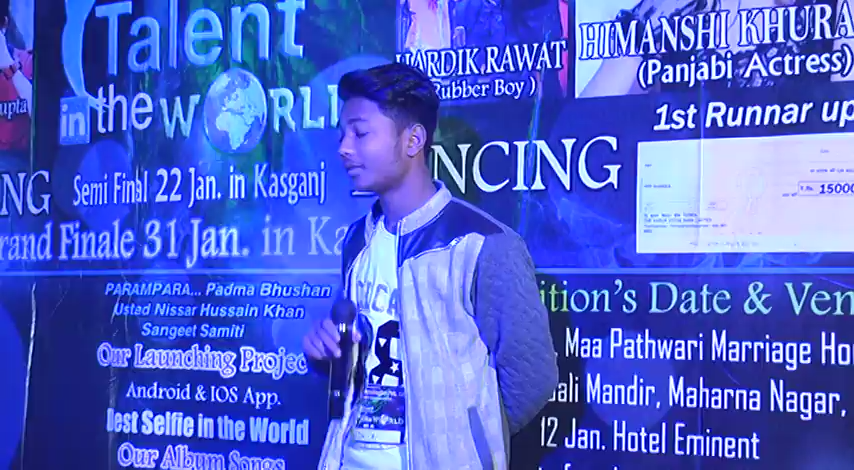 Talent
in the WORL
Semi Final 22 Jan. in Kasganj
rand Finale 31 Jan. in Ka
PARAMPARA... Padma Bhushan
Ustad Nissar Hussain Khan
Sangeet Samiti
Our Launching Projec
Android & IOS App.
Best Selfie in the World
Our Album Songs
upta
NG
HARDIK RAWAT
(Rubber Boy)
HIMANSHI KHURA
(Panjabi Actress)
NCING
1st Runnar up
15000
ition's Date & Ven
Maa Pathwari Marriage Ho
ali Mandir, Maharna Nagar,
12 Jan. Hotel Eminent